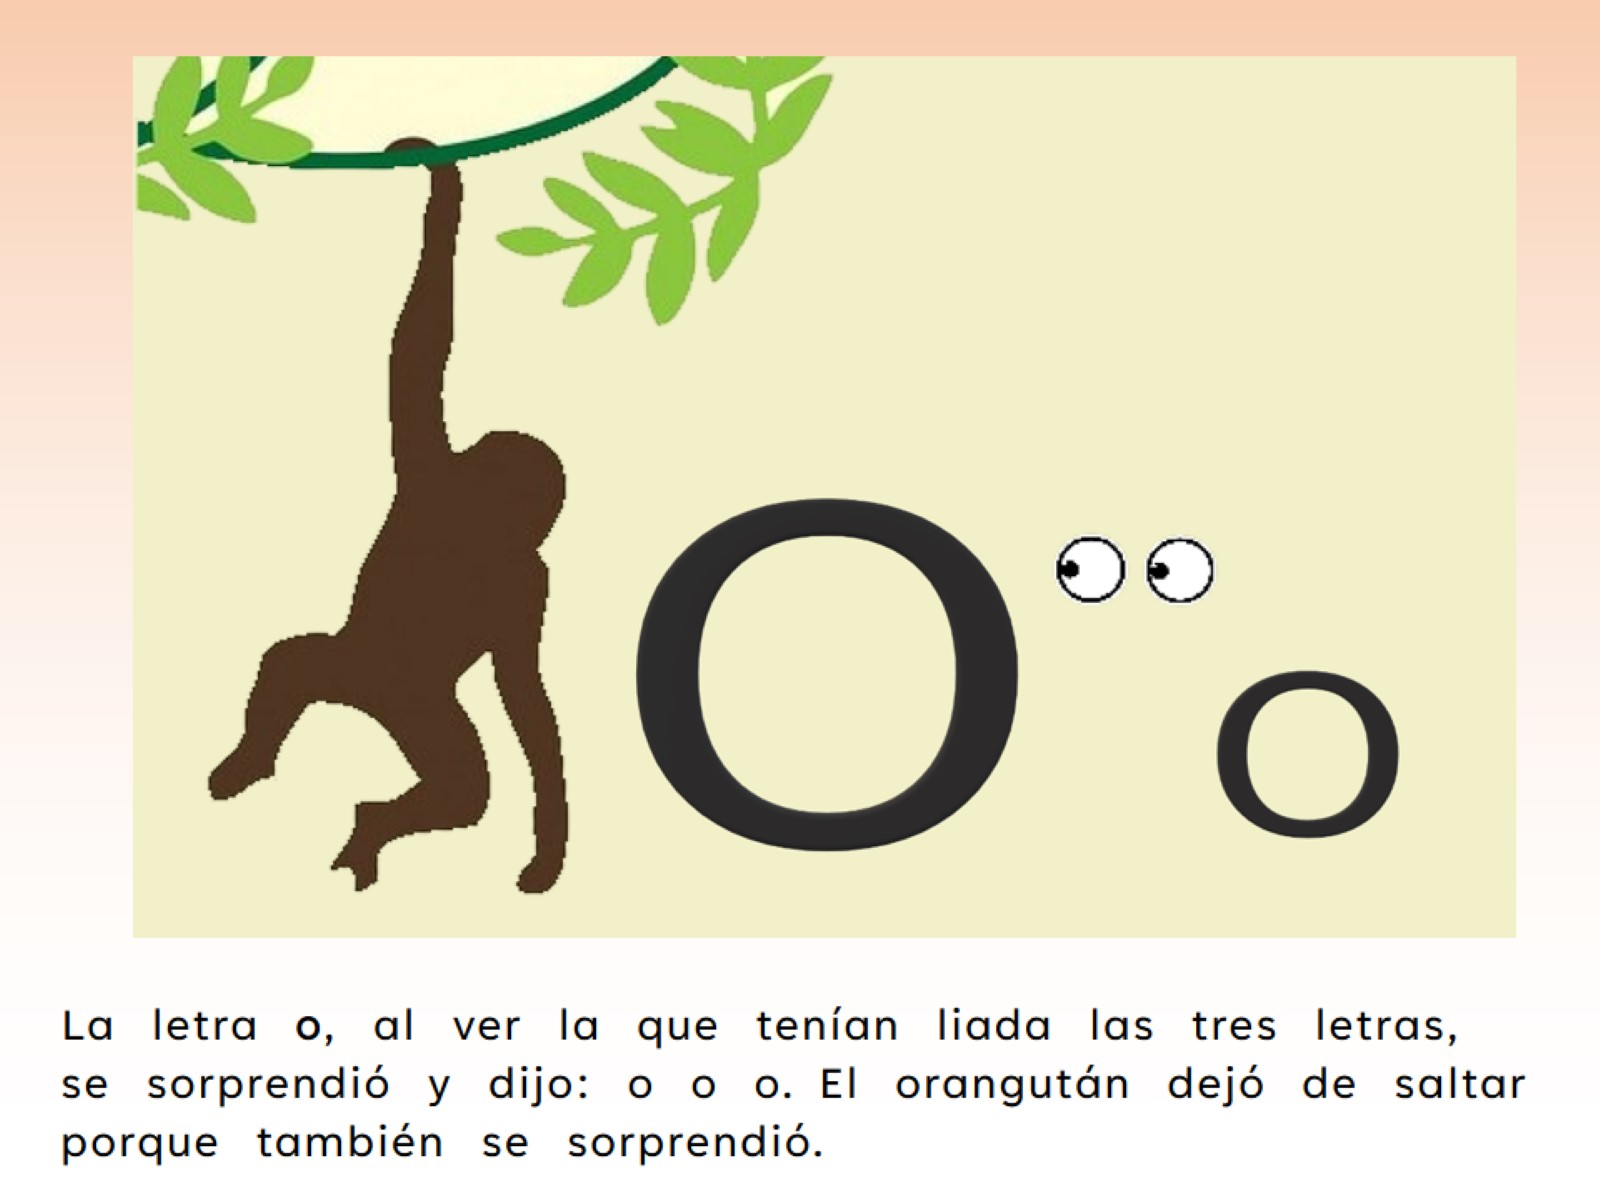 O o
La letra o, al ver la que tenían liada las tres letras,
se sorprendió y dijo: o o o. El orangután dejó de saltar
porque también se sorprendió.